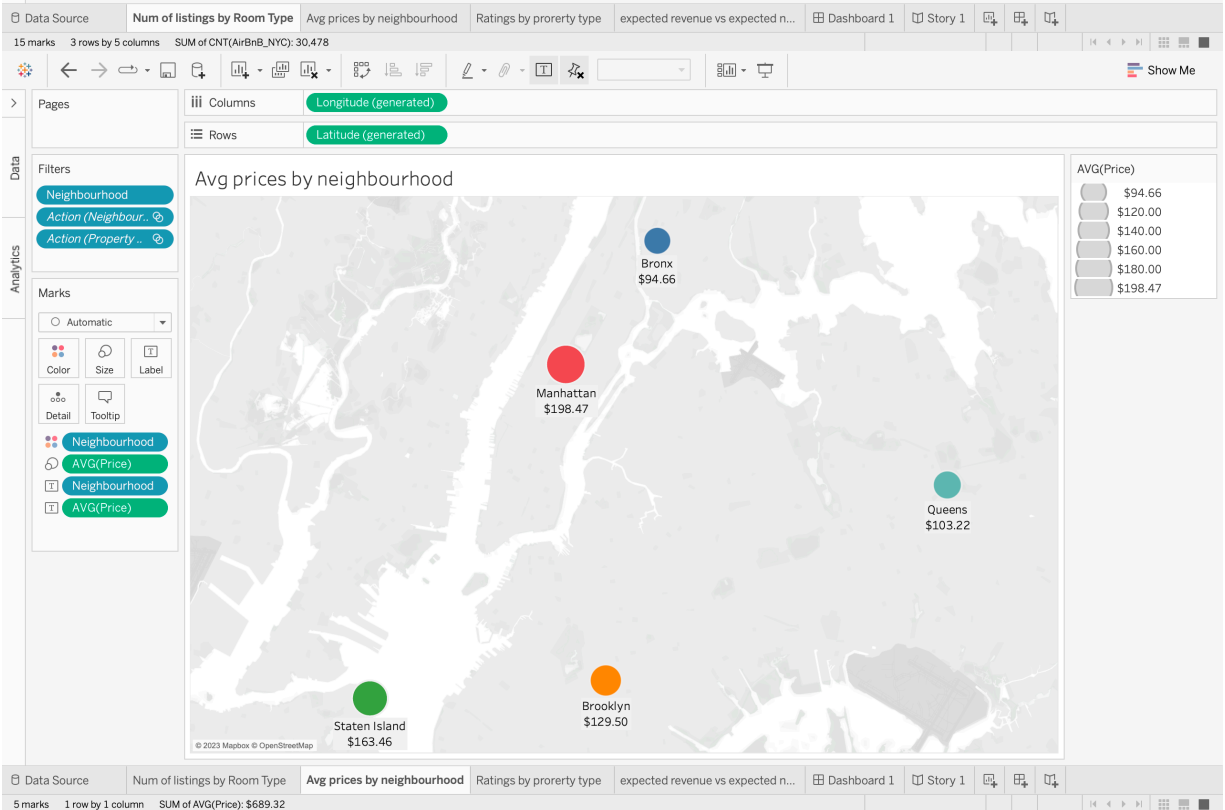 Data Source Num of listings by Room Type Avg prices by neighbourhood Ratings by prorerty type expected revenue vs expected n... Dashboard 1 Story 1
15 marks 3 rows by 5 columns SUM of CNT(AirBnB_NYC): 30,478
Show Me
Pages
Columns Longitude (generated)
Rows Latitude (generated)
Data
Analytics
Filters
Neighbourhood
Action (Neighbour..
Action (Property ..
Marks
Automatic
Color Size Label
Detail Tooltip
Neighbourhood
AVG(Price)
Neighbourhood
AVG(Price)
Avg prices by neighbourhood
Bronx
$94.66
Manhattan
$198.47
Queens
$103.22
Brooklyn
$129.50
Staten Island
$163.46
© 2023 Mapbox © OpenStreetMap
AVG(Price)
$94.66
$120.00
$140.00
$160.00
$180.00
$198.47
Data Source Num of listings by Room Type Avg prices by neighbourhood Ratings by prorerty type expected revenue vs expected n... Dashboard 1 Story 1
5 marks 1 row by 1 column SUM of AVG(Price): $689.32